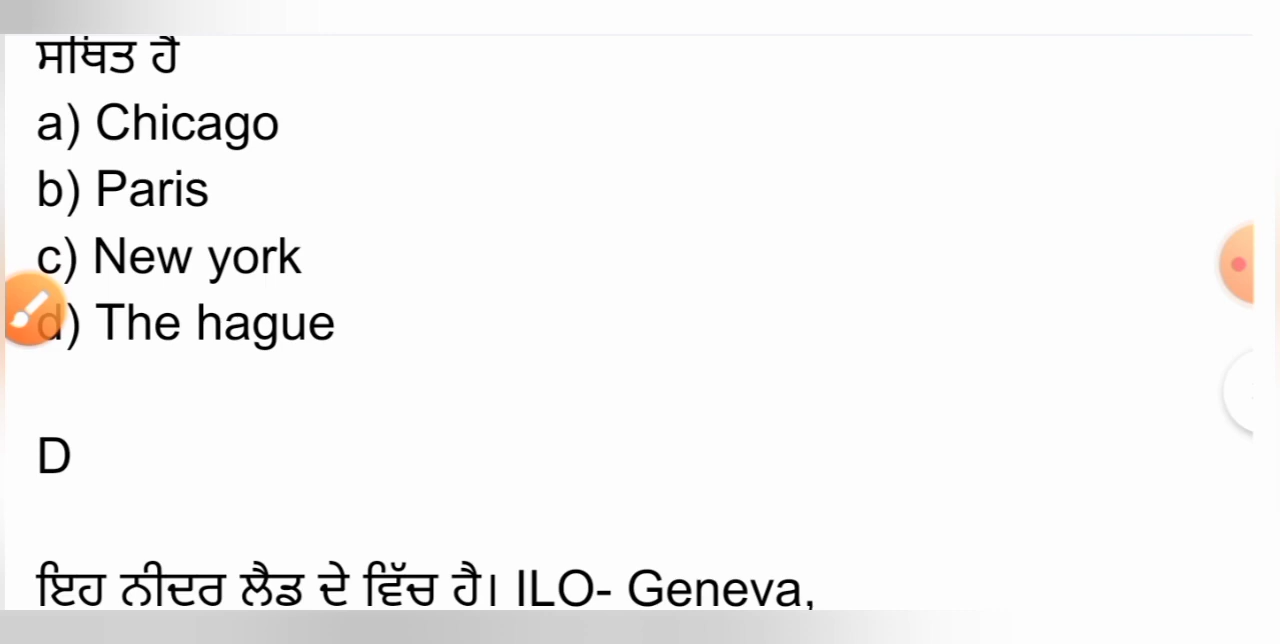 ਸਥਿਤ ਹੈ
a) Chicago
b) Paris
c) New york
d) The hague
D
ਇਹ ਨੀਦਰ ਲੈਡ ਦੇ ਵਿੱਚ ਹੈ। ILO- Geneva,